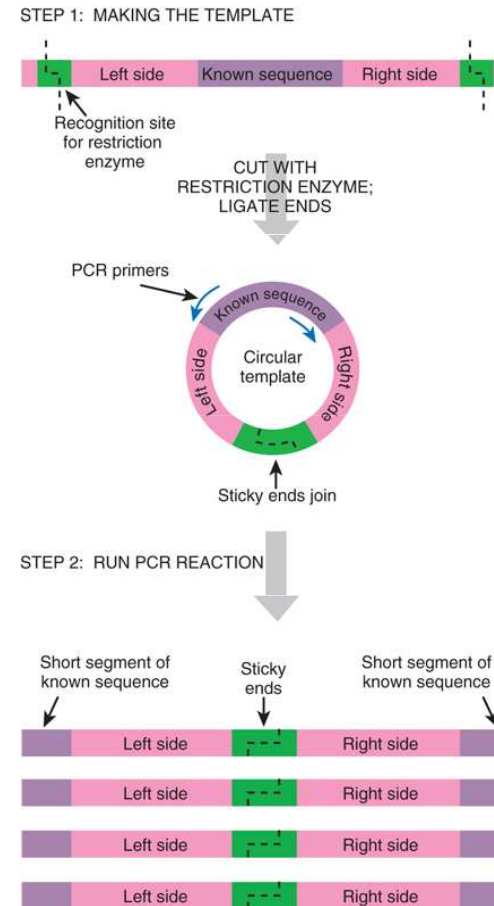 STEP 1: MAKING THE TEMPLATE
Left side Known sequence Right side
Recognition site
for restriction
enzyme
CUT WITH
RESTRICTION ENZYME;
LIGATE ENDS
PCR primers
Known sequence
Left side
Circular
template
Right side
Sticky ends join
STEP 2: RUN PCR REACTION
Short segment of
known sequence
Sticky
ends
Short segment of
known sequence
Left side Right side
Left side Right side
Left side Right side
Left side Right side